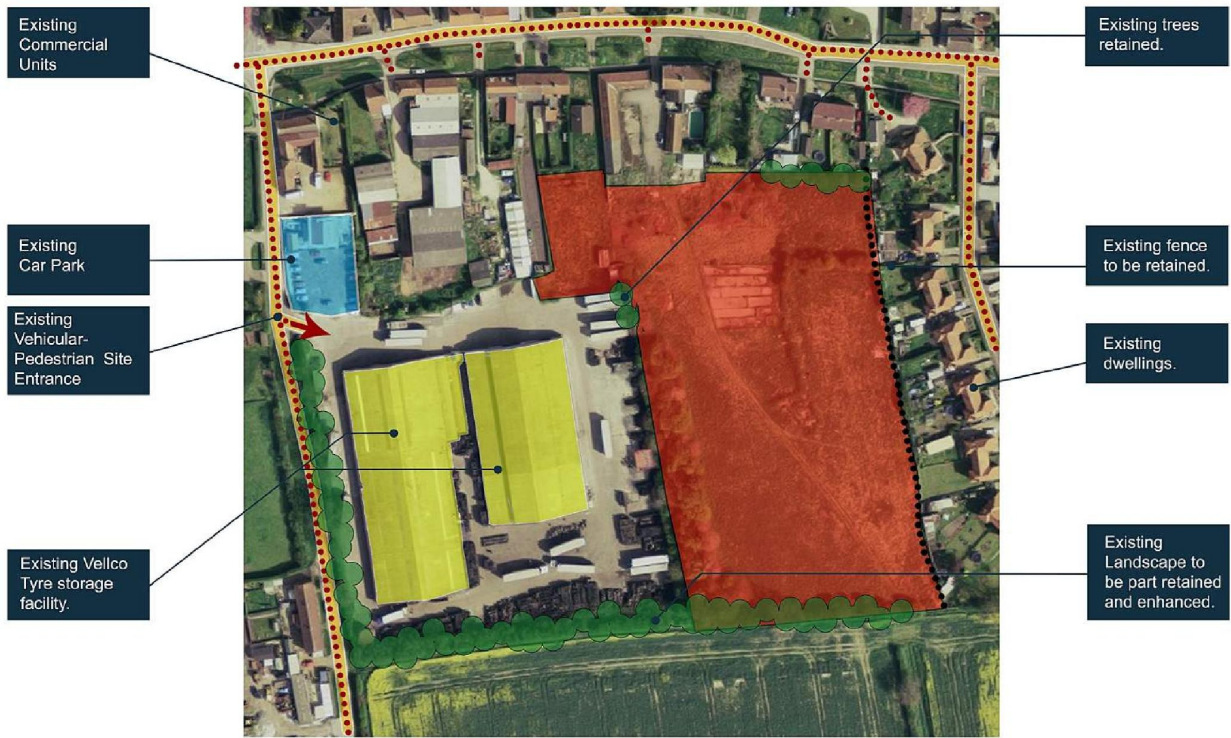 Existing
Commercial
Units
Existing
Car Park
Existing
Vehicular-
Pedestrian Site
Entrance
Existing Vellco
Tyre storage
facility.
Existing trees
retained.
Existing fence
to be retained.
Existing
dwellings.
Existing
Landscape to
be part retained
and enhanced.